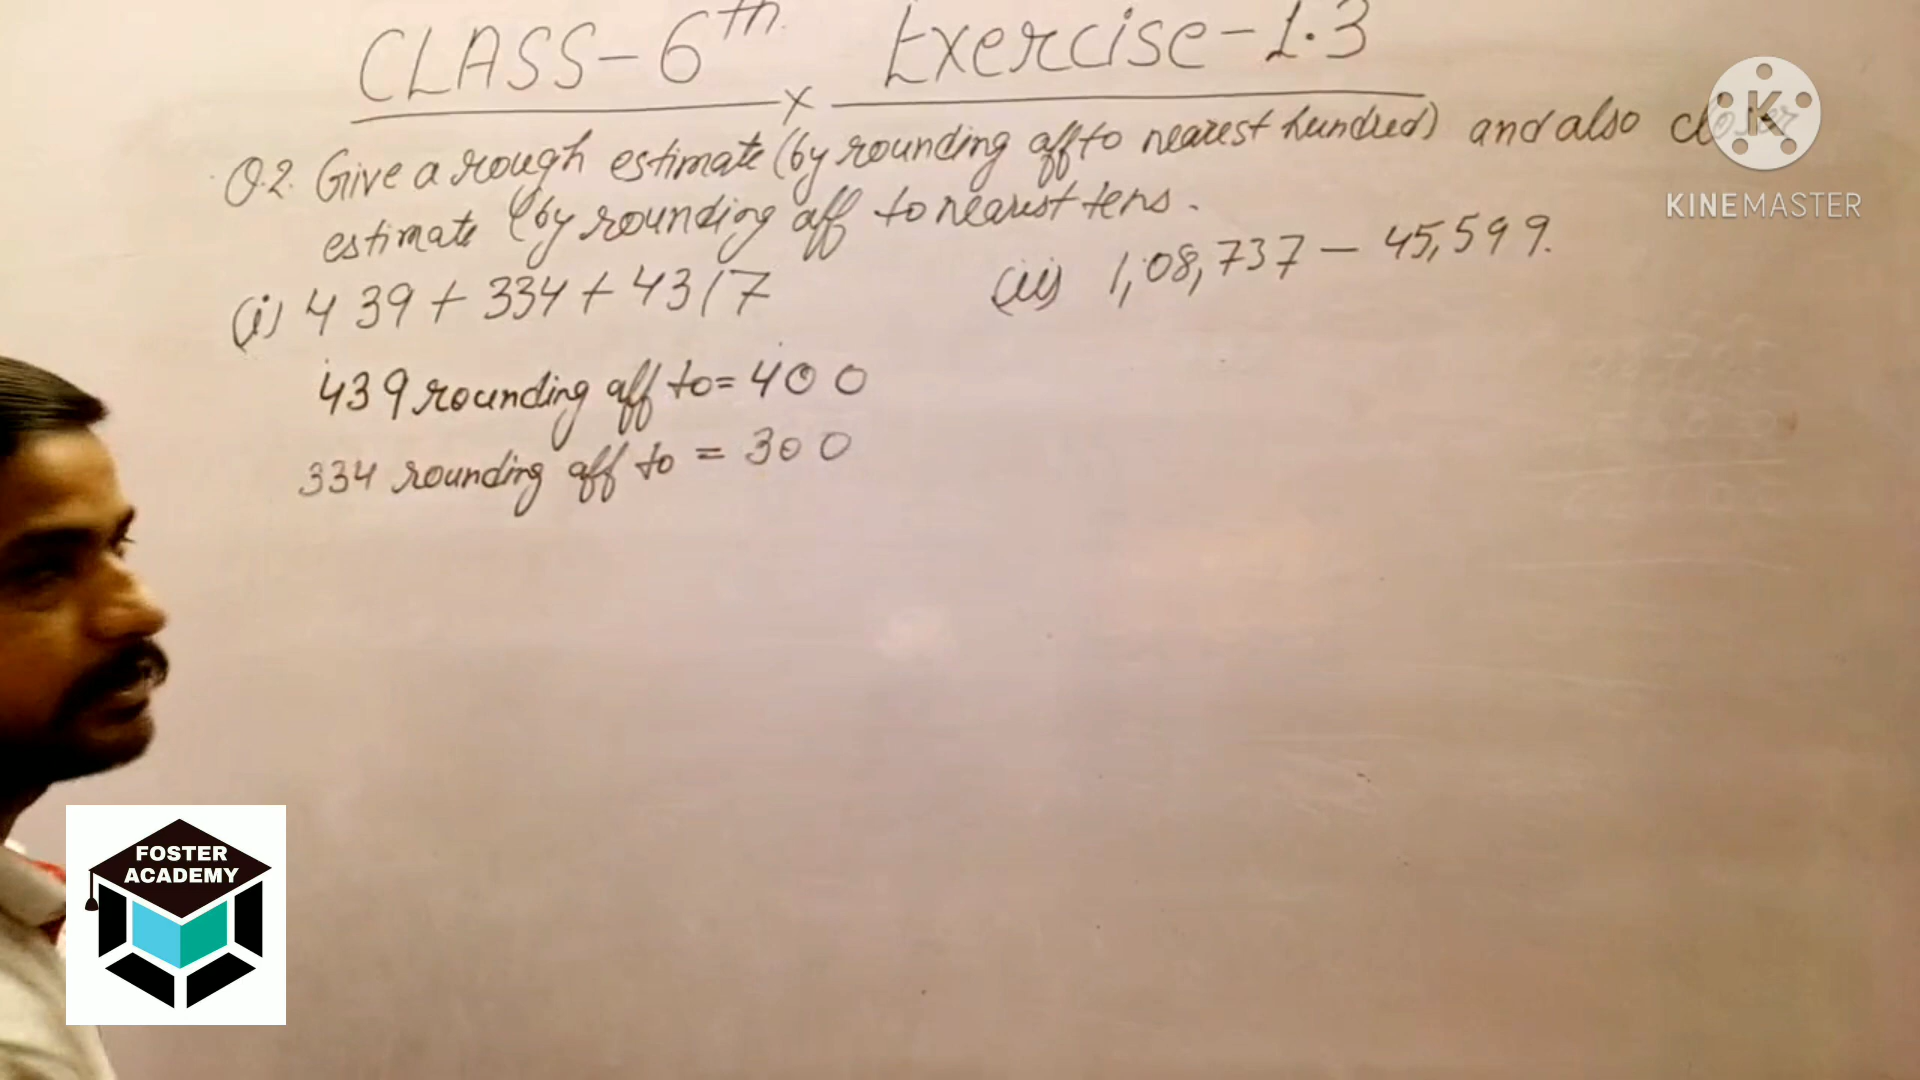 CLASS-6th. Exercise-1.3
Q.2. Give a rough estimate (by rounding off to nearest hundred) and also
estimate (by rounding off to nearest tens.
(i) 439 + 334 + 4317
(ii) 1,08,737 - 45,599.
439 rounding off to = 400
334 rounding off to = 300
K
KINEMASTER
FOSTER
ACADEMY